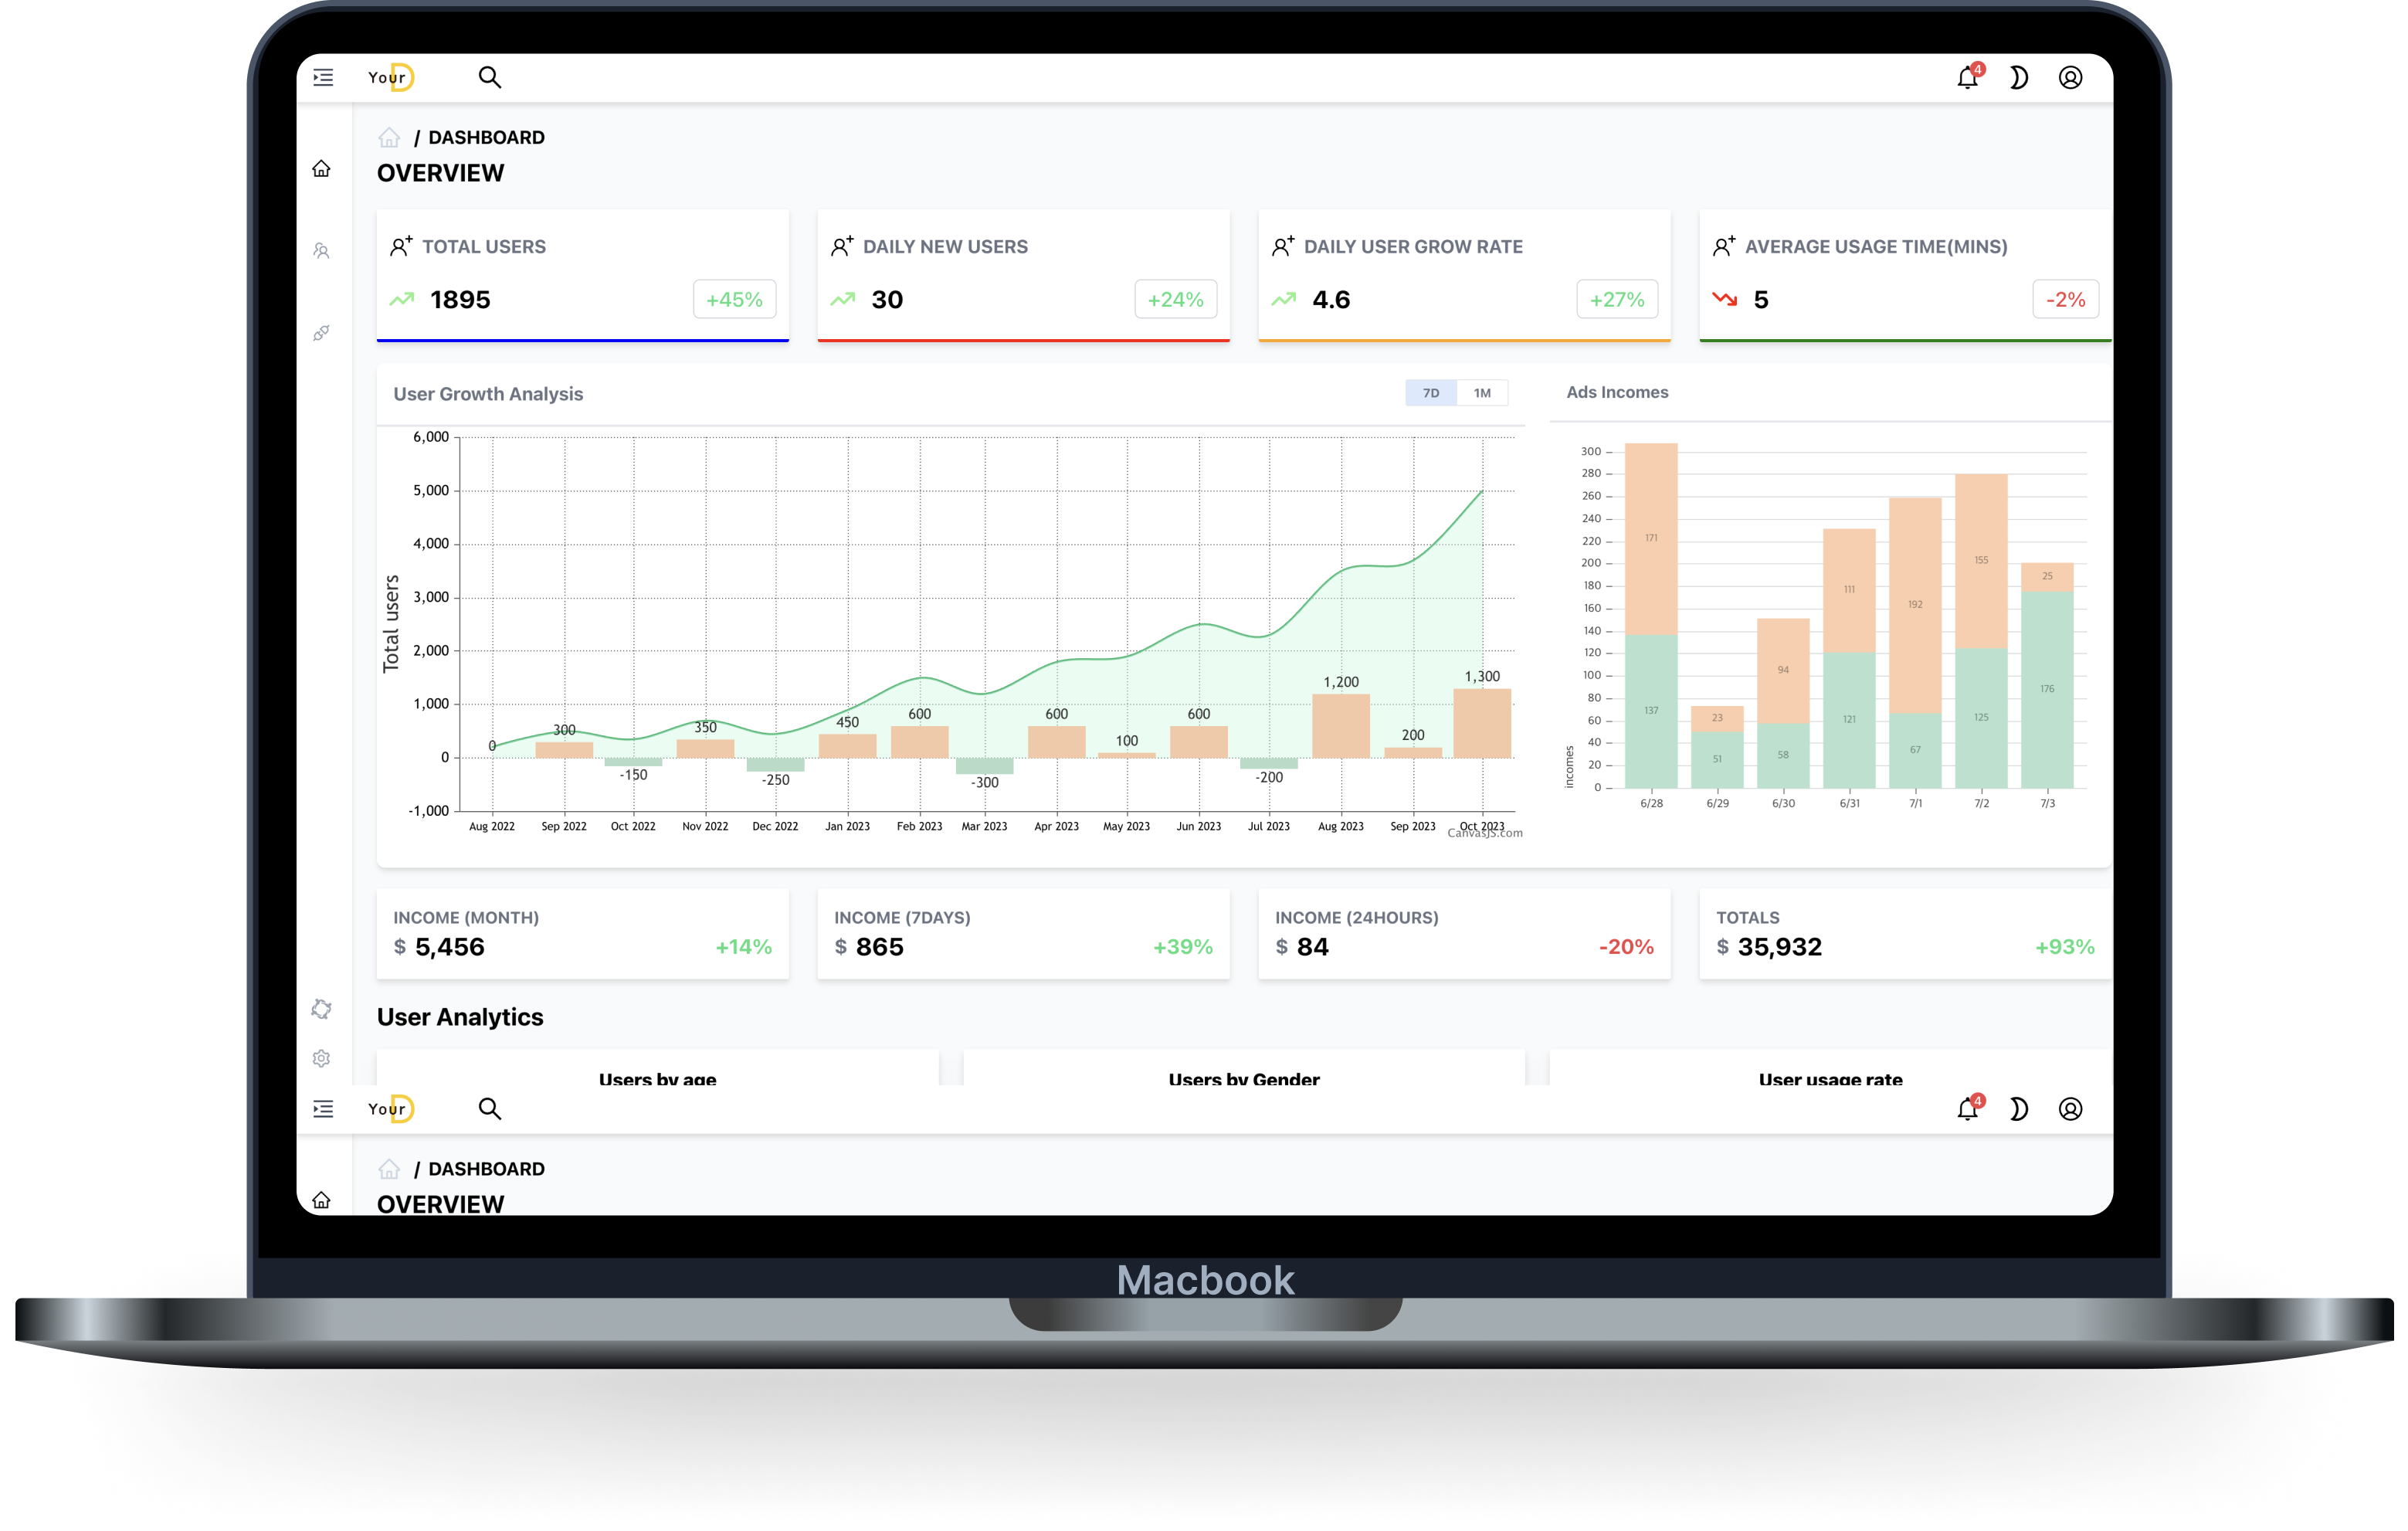 Your D
4
/ DASHBOARD
OVERVIEW
TOTAL USERS
1895
+45%
DAILY NEW USERS
30
+24%
DAILY USER GROW RATE
4.6
+27%
AVERAGE USAGE TIME(MINS)
5
-2%
User Growth Analysis
7D
1M
Total users
6,000
5,000
4,000
3,000
2,000
1,000
0
-1,000
0
300
-150
350
-250
450
600
-300
600
100
600
-200
1,200
200
1,300
Aug 2022
Sep 2022
Oct 2022
Nov 2022
Dec 2022
Jan 2023
Feb 2023
Mar 2023
Apr 2023
May 2023
Jun 2023
Jul 2023
Aug 2023
Sep 2023
Oct 2023
CanvasJS.com
Ads Incomes
incomes
300
280
260
240
220
200
180
160
140
120
100
80
60
40
20
0
171
137
23
51
94
58
111
121
192
67
155
125
25
176
6/28
6/29
6/30
6/31
7/1
7/2
7/3
INCOME (MONTH)
$ 5,456
+14%
INCOME (7DAYS)
$ 865
+39%
INCOME (24HOURS)
$ 84
-20%
TOTALS
$ 35,932
+93%
User Analytics
Users by age
Users by Gender
User usage rate
Your D
4
/ DASHBOARD
OVERVIEW
Macbook